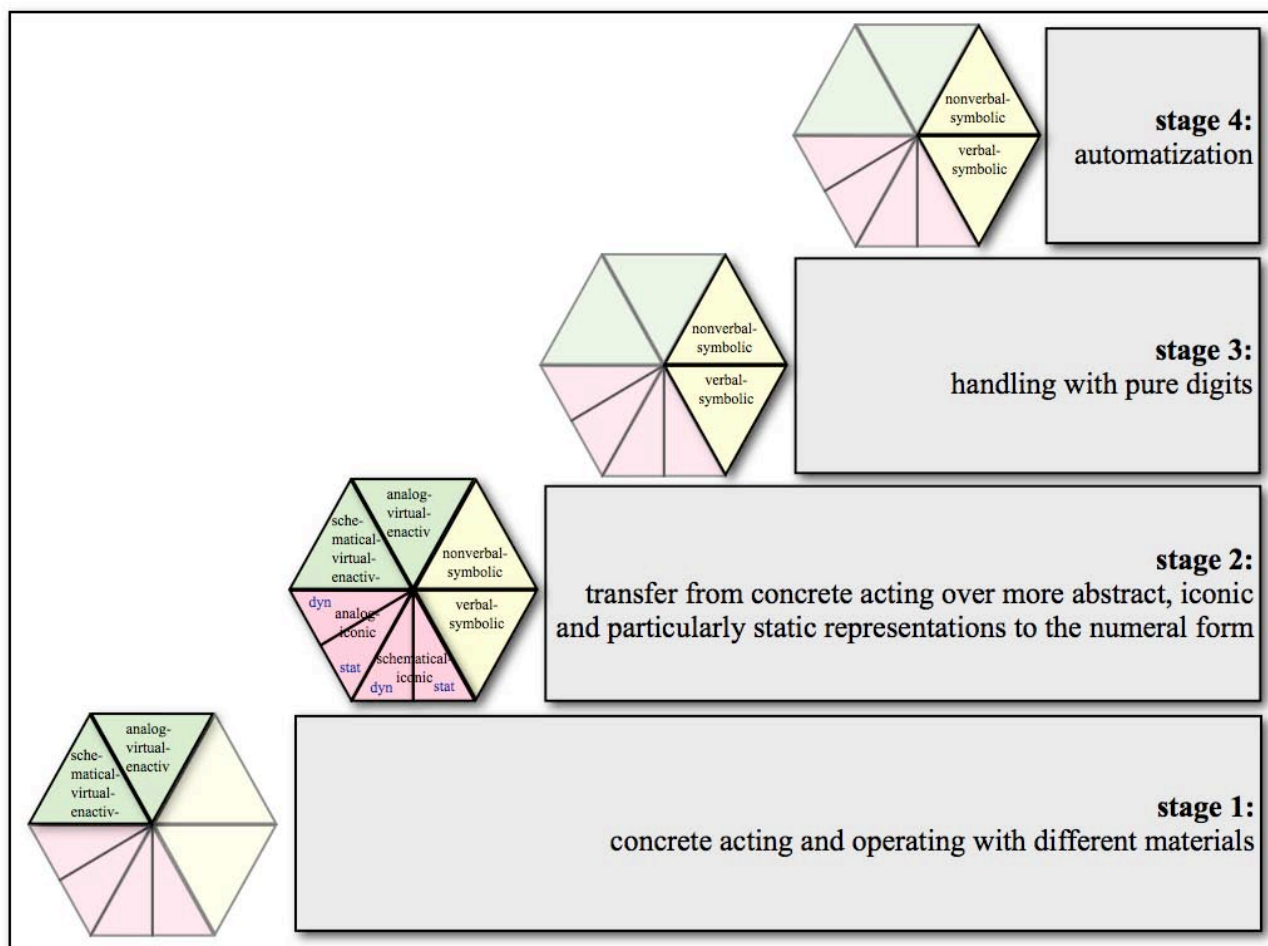 nonverbal-
symbolic
verbal-
symbolic
stage 4:
automatization
nonverbal-
symbolic
verbal-
symbolic
stage 3:
handling with pure digits
analog-
virtual-
enactiv
sche-
matical-
virtual-
enactiv-
nonverbal-
symbolic
verbal-
symbolic
dyn
analog-
iconic
stat
schematical-
iconic
dyn
stat
stage 2:
transfer from concrete acting over more abstract, iconic
and particularly static representations to the numeral form
analog-
virtual-
enactiv
sche-
matical-
virtual-
enactiv-
stage 1:
concrete acting and operating with different materials